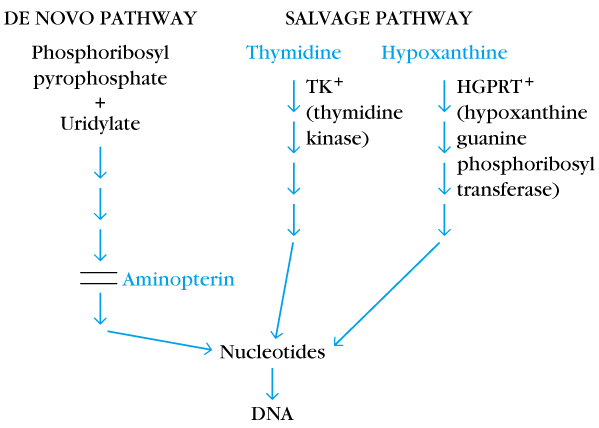 DE NOVO PATHWAY
Phosphoribosyl
pyrophosphate
+
Uridylate
Aminopterin
SALVAGE PATHWAY
Thymidine
TK+
(thymidine
kinase)
Hypoxanthine
HGPRT+
(hypoxanthine
guanine
phosphoribosyl
transferase)
Nucleotides
DNA